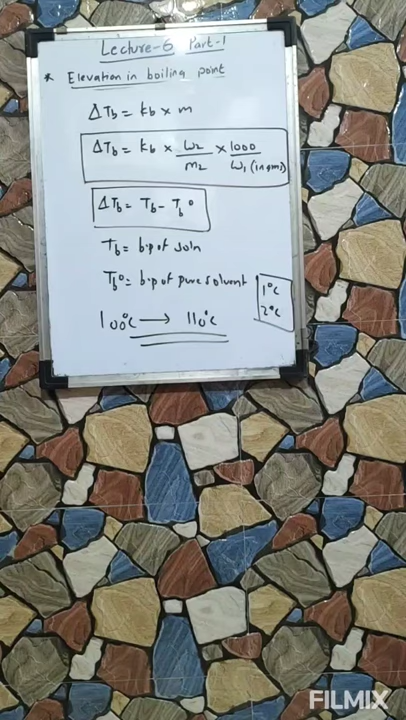 Lecture-6 Part-1
* Elevation in boiling point
ΔTb = kb × m
ΔTb = kb × w2/m2 × 1000/w1 (in gms)
ΔTb = Tb - Tb°
Tb = b.p of soln
Tb° = b.p of pure solvent
1°c
2°c
100°c → 110°c
FILMIX